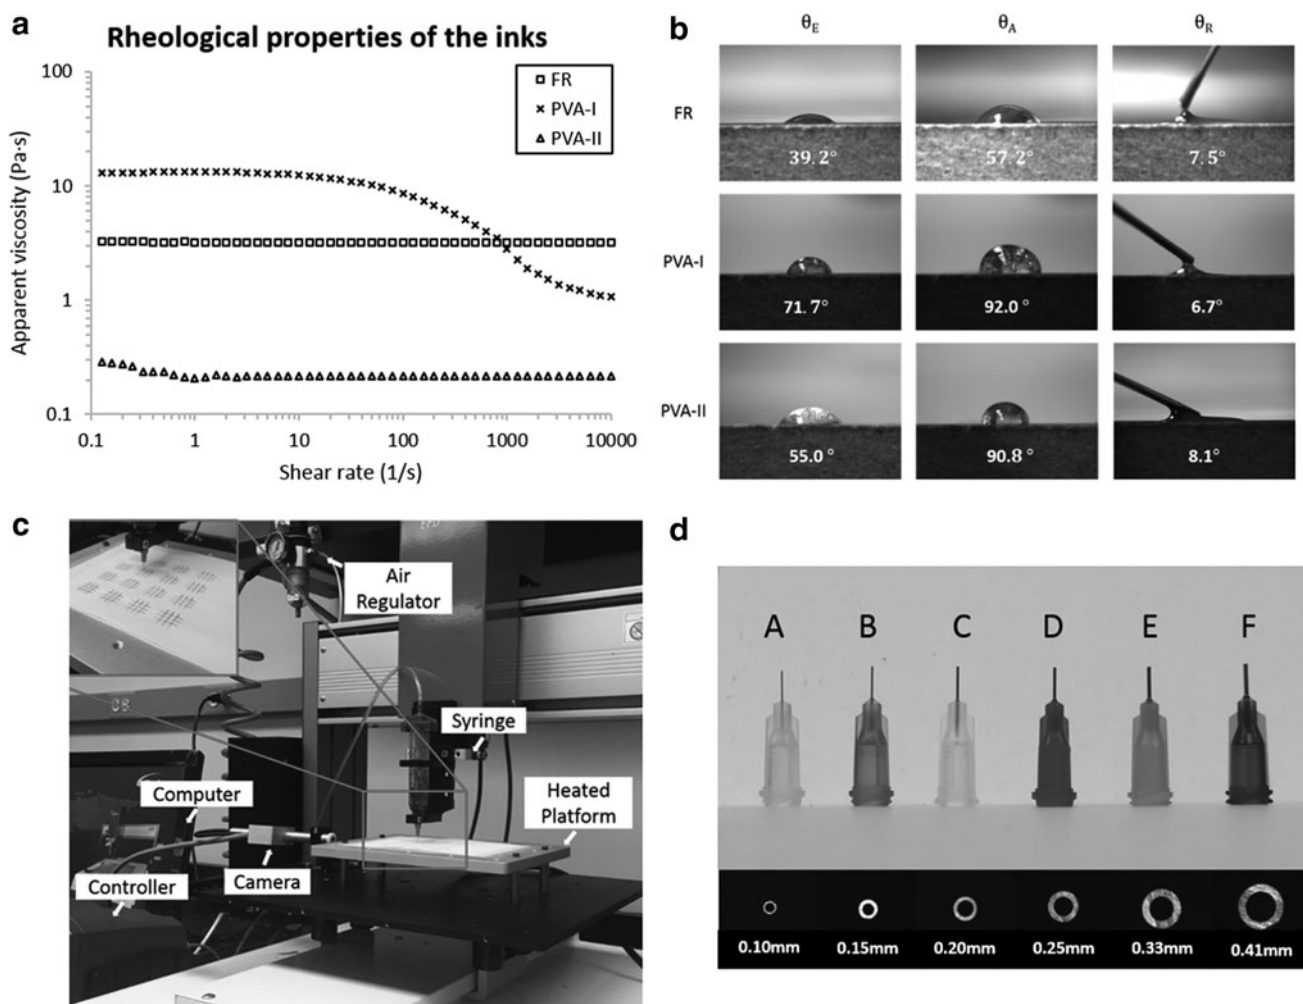 a
Rheological properties of the inks
Apparent viscosity (Pa·s)
100
10
1
0.1
0.1
1
10
100
1000
10000
Shear rate (1/s)
FR
PVA-I
PVA-II
b
θE
θA
θR
FR
39.2°
57.2°
7.5°
PVA-I
71.7°
92.0°
6.7°
PVA-II
55.0°
90.8°
8.1°
c
Air
Regulator
Syringe
Heated
Platform
Computer
Camera
Controller
d
A
B
C
D
E
F
0.10mm
0.15mm
0.20mm
0.25mm
0.33mm
0.41mm